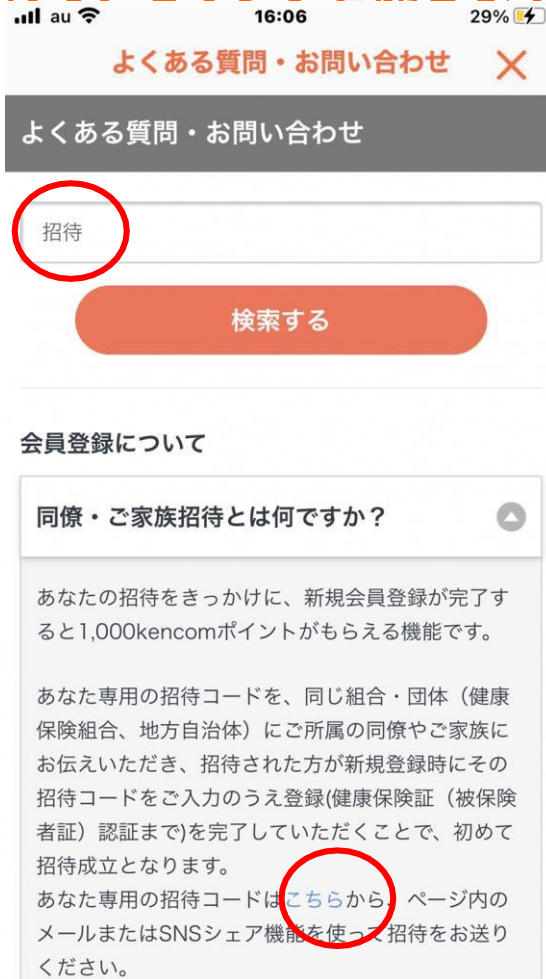 au 16:06 29%
よくある質問・お問い合わせ ×
よくある質問・お問い合わせ
招待
検索する
会員登録について
同僚・ご家族招待とは何ですか？
あなたの招待をきっかけに、新規会員登録が完了す
ると1,000kencomポイントがもらえる機能です。
あなた専用の招待コードを、同じ組合・団体（健康
保険組合、地方自治体）にご所属の同僚やご家族に
お伝えいただき、招待された方が新規登録時にその
招待コードをご入力のうえ登録(健康保険証（被保険
者証）認証まで)を完了していただくことで、初めて
招待成立となります。
あなた専用の招待コードはこちらから、ページ内の
メールまたはSNSシェア機能を使って招待をお送り
ください。